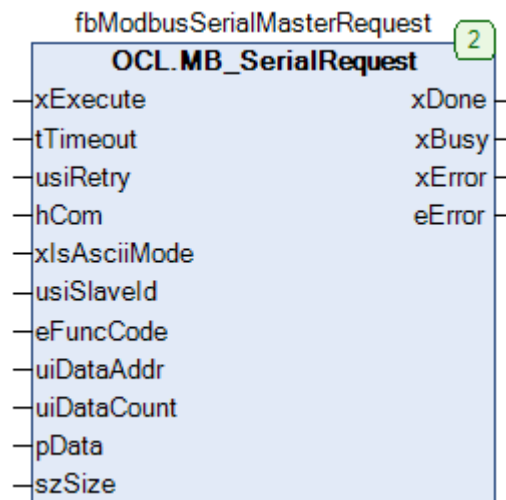 fbModbusSerialMasterRequest
2
OCL.MB_SerialRequest
xExecute xDone
tTimeout xBusy
usiRetry xError
hCom eError
xIsAsciiMode
usiSlaveId
eFuncCode
uiDataAddr
uiDataCount
pData
szSize